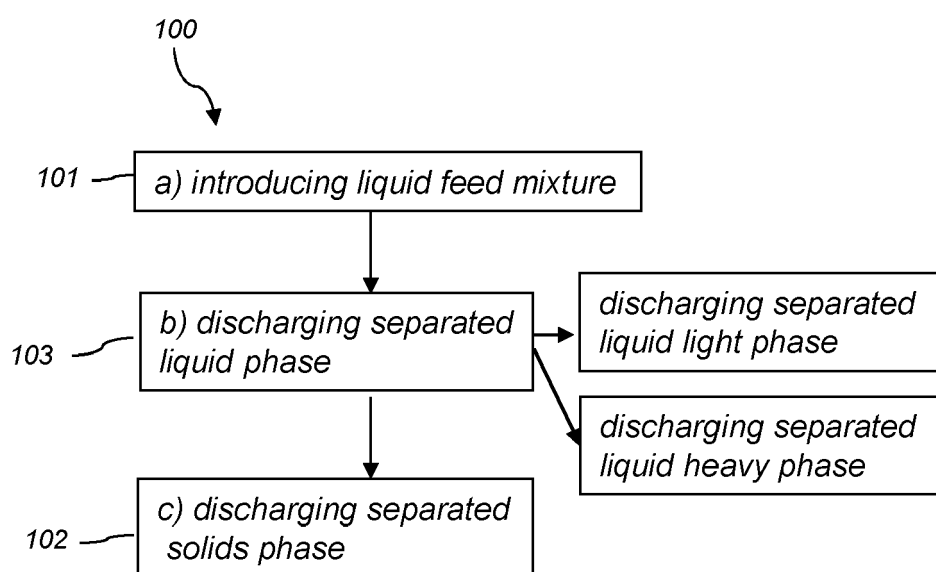 100
101
a) introducing liquid feed mixture
103
b) discharging separated
liquid phase
discharging separated
liquid light phase
discharging separated
liquid heavy phase
102
c) discharging separated
solids phase